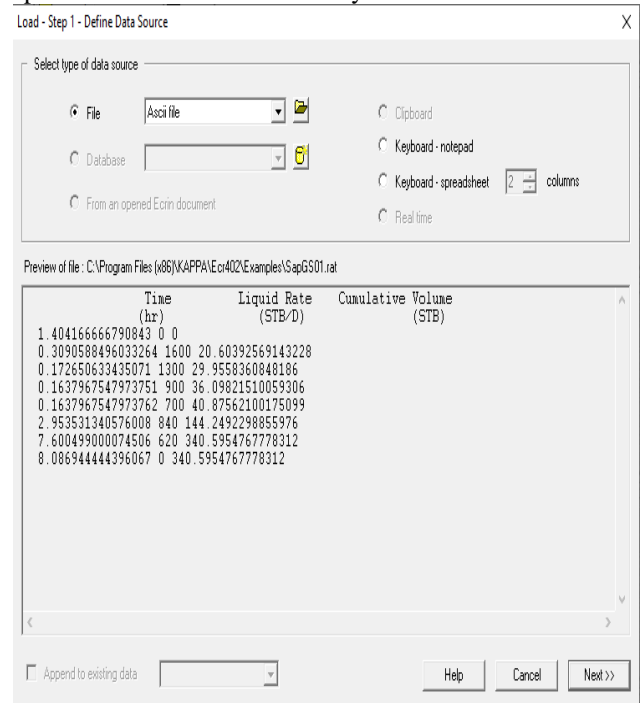 Load - Step 1 - Define Data Source
Select type of data source
File Ascii file Clipboard
Database Keyboard - notepad
Keyboard - spreadsheet 2 columns
From an opened Ecrin document
Real time
Preview of file : C:\Program Files (x86)\KAPPA\Ecr402\Examples\SapGS01.rat
Time Liquid Rate Cumulative Volume
(hr) (STB/D) (STB)
1.404166666790843 0 0
0.3090588496033264 1600 20.60392569143228
0.172650633435071 1300 29.9558360848186
0.1637967547973751 900 36.09821510059306
0.1637967547973762 700 40.87562100175099
2.953531340576008 840 144.2492298855976
7.600499000074506 620 340.5954767778312
8.086944444396067 0 340.5954767778312
Append to existing data Help Cancel Next >>